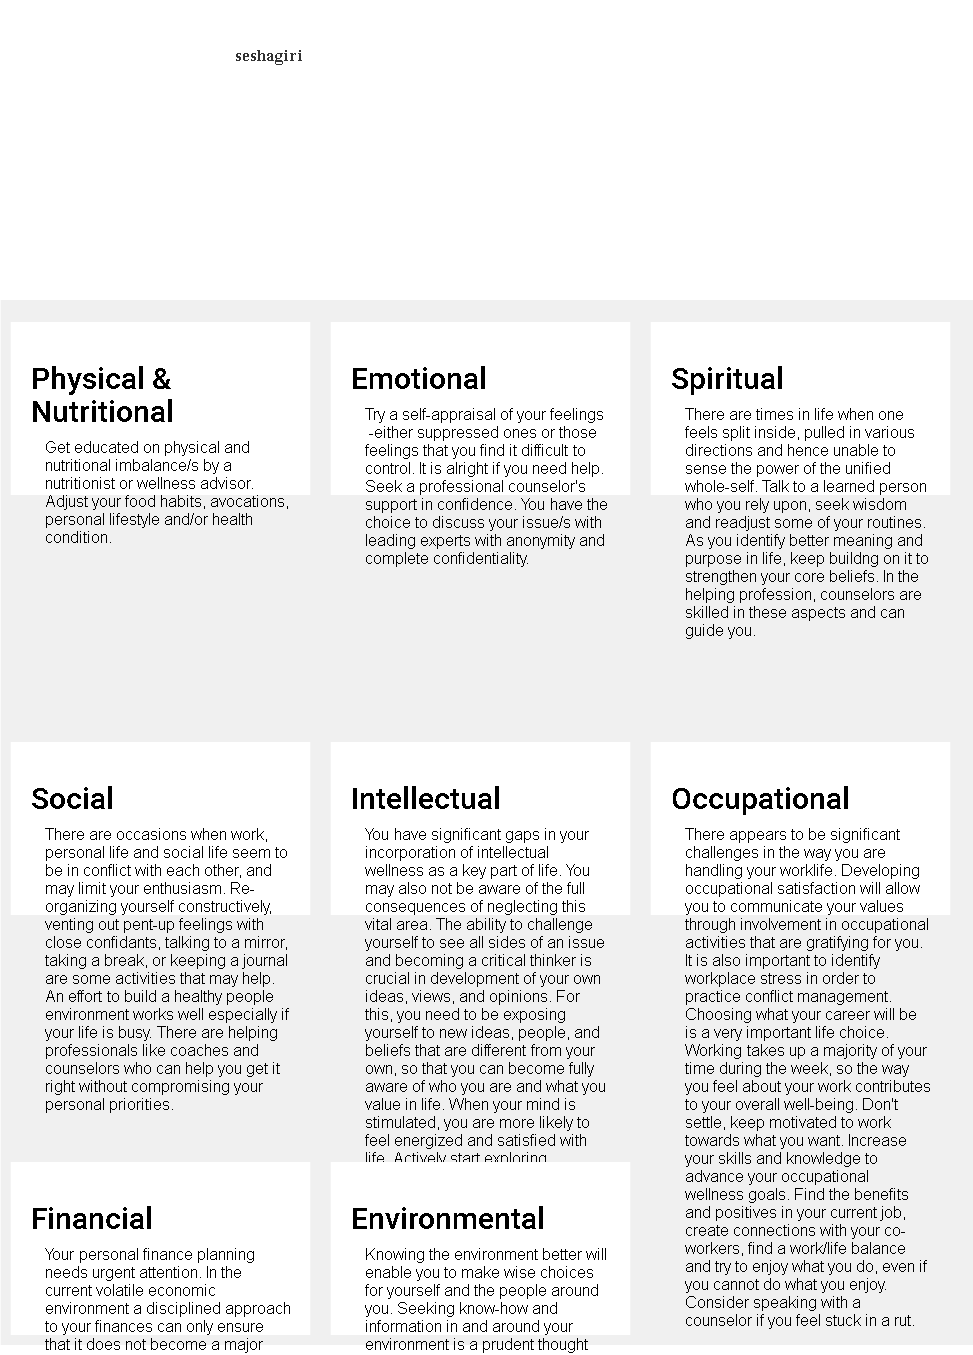 seshagiri
Physical &
Nutritional
Get educated on physical and
nutritional imbalance/s by a
nutritionist or wellness advisor.
Adjust your food habits, avocations,
personal lifestyle and/or health
condition.
Emotional
Try a self-appraisal of your feelings
-either suppressed ones or those
feelings that you find it difficult to
control. It is alright if you need help.
Seek a professional counselor's
support in confidence. You have the
choice to discuss your issue/s with
leading experts with anonymity and
complete confidentiality.
Spiritual
There are times in life when one
feels split inside, pulled in various
directions and hence unable to
sense the power of the unified
whole-self. Talk to a learned person
who you rely upon, seek wisdom
and readjust some of your routines.
As you identify better meaning and
purpose in life, keep buildng on it to
strengthen your core beliefs. In the
helping profession, counselors are
skilled in these aspects and can
guide you.
Social
There are occasions when work,
personal life and social life seem to
be in conflict with each other, and
may limit your enthusiasm. Re-
organizing yourself constructively,
venting out pent-up feelings with
close confidants, talking to a mirror,
taking a break, or keeping a journal
are some activities that may help.
An effort to build a healthy people
environment works well especially if
your life is busy. There are helping
professionals like coaches and
counselors who can help you get it
right without compromising your
personal priorities.
Intellectual
You have significant gaps in your
incorporation of intellectual
wellness as a key part of life. You
may also not be aware of the full
consequences of neglecting this
vital area. The ability to challenge
yourself to see all sides of an issue
and becoming a critical thinker is
crucial in development of your own
ideas, views, and opinions. For
this, you need to be exposing
yourself to new ideas, people, and
beliefs that are different from your
own, so that you can become fully
aware of who you are and what you
value in life. When your mind is
stimulated, you are more likely to
feel energized and satisfied with
life. Actively start exploring
Occupational
There appears to be significant
challenges in the way you are
handling your worklife. Developing
occupational satisfaction will allow
you to communicate your values
through involvement in occupational
activities that are gratifying for you.
It is also important to identify
workplace stress in order to
practice conflict management.
Choosing what your career will be
is a very important life choice.
Working takes up a majority of your
time during the week, so the way
you feel about your work contributes
to your overall well-being. Don't
settle, keep motivated to work
towards what you want. Increase
your skills and knowledge to
advance your occupational
wellness goals. Find the benefits
and positives in your current job,
create connections with your co-
workers, find a work/life balance
and try to enjoy what you do, even if
you cannot do what you enjoy.
Consider speaking with a
counselor if you feel stuck in a rut.
Financial
Your personal finance planning
needs urgent attention. In the
current volatile economic
environment a disciplined approach
to your finances can only ensure
that it does not become a major
Environmental
Knowing the environment better will
enable you to make wise choices
for yourself and the people around
you. Seeking know-how and
information in and around your
environment is a prudent thought